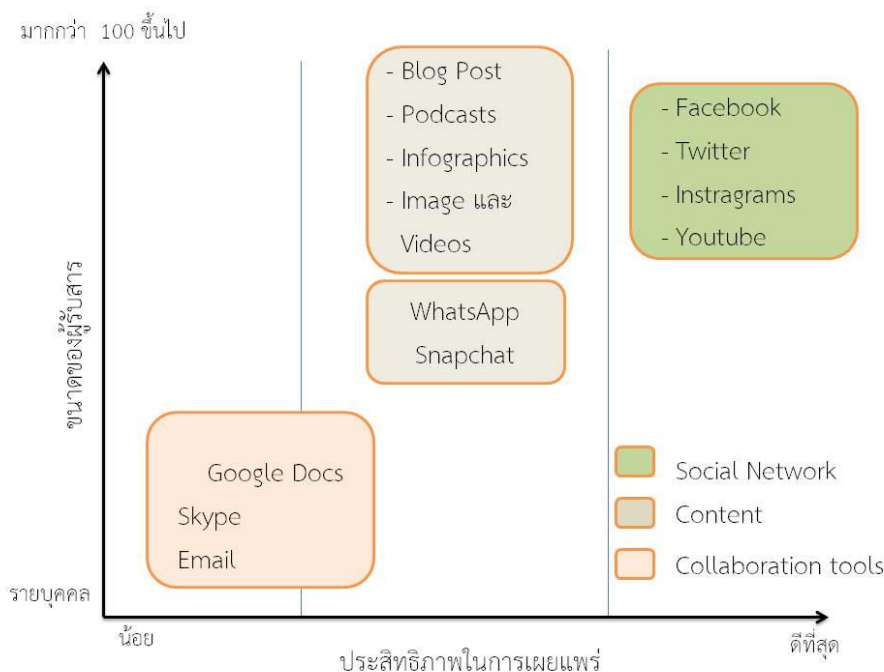 มากกว่า 100 ขึ้นไป
- Blog Post
- Podcasts
- Infographics
- Image และ
Videos
- Facebook
- Twitter
- Instragrams
- Youtube
ขนาดของผู้รับสาร
WhatsApp
Snapchat
Google Docs
Skype
Email
Social Network
Content
Collaboration tools
รายบุคคล
น้อย
ประสิทธิภาพในการเผยแพร่
ดีที่สุด